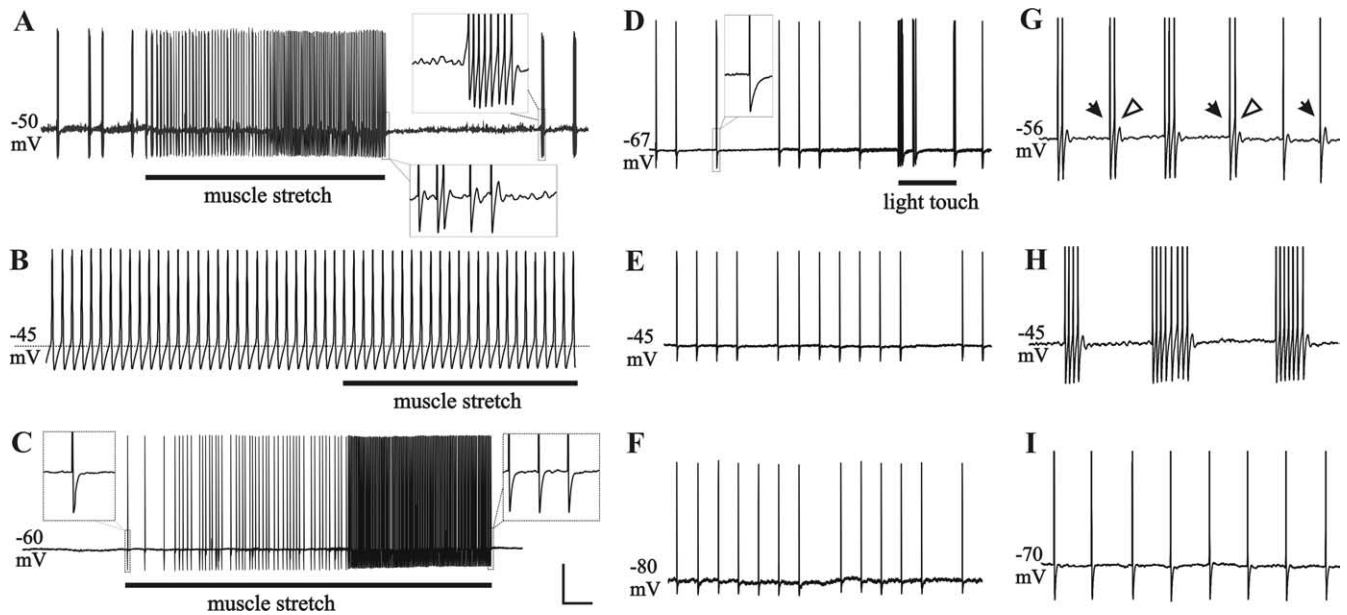 A
-50
mV
muscle stretch
B
-45
mV
muscle stretch
C
-60
mV
muscle stretch
D
-67
mV
light touch
E
-45
mV
F
-80
mV
G
-56
mV
H
-45
mV
I
-70
mV